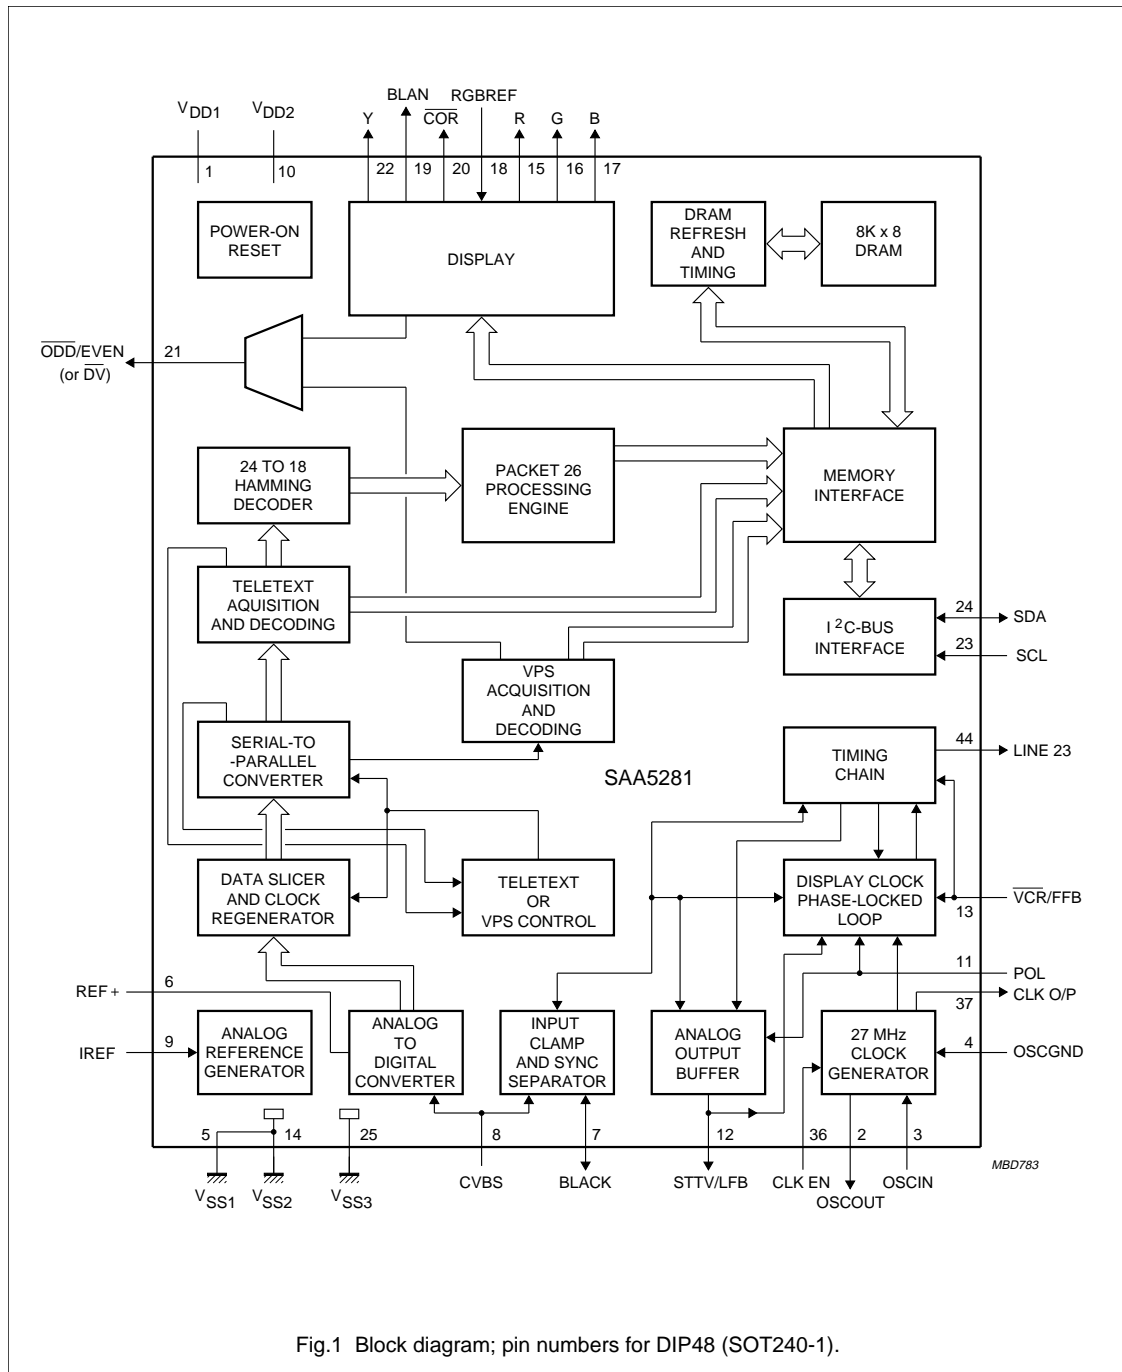 VDD1
VDD2
Y
BLAN
COR
RGBREF
R
G
B
1
10
22
19
20
18
15
16
17
POWER-ON
RESET
DISPLAY
DRAM
REFRESH
AND
TIMING
8K x 8
DRAM
ODD/EVEN
(or DV)
21
24 TO 18
HAMMING
DECODER
PACKET 26
PROCESSING
ENGINE
MEMORY
INTERFACE
TELETEXT
AQUISITION
AND DECODING
I2C-BUS
INTERFACE
24
SDA
23
SCL
VPS
ACQUISITION
AND
DECODING
SERIAL-TO
-PARALLEL
CONVERTER
SAA5281
TIMING
CHAIN
44
LINE 23
DATA SLICER
AND CLOCK
REGENERATOR
TELETEXT
OR
VPS CONTROL
DISPLAY CLOCK
PHASE-LOCKED
LOOP
VCR/FFB
13
11
POL
CLK O/P
37
REF +
6
IREF
9
ANALOG
REFERENCE
GENERATOR
ANALOG
TO
DIGITAL
CONVERTER
INPUT
CLAMP
AND SYNC
SEPARATOR
ANALOG
OUTPUT
BUFFER
27 MHz
CLOCK
GENERATOR
4
OSCGND
5
14
25
8
7
12
36
2
3
MBD783
VSS1
VSS2
VSS3
CVBS
BLACK
STTV/LFB
CLK EN
OSCOUT
OSCIN
Fig.1 Block diagram; pin numbers for DIP48 (SOT240-1).